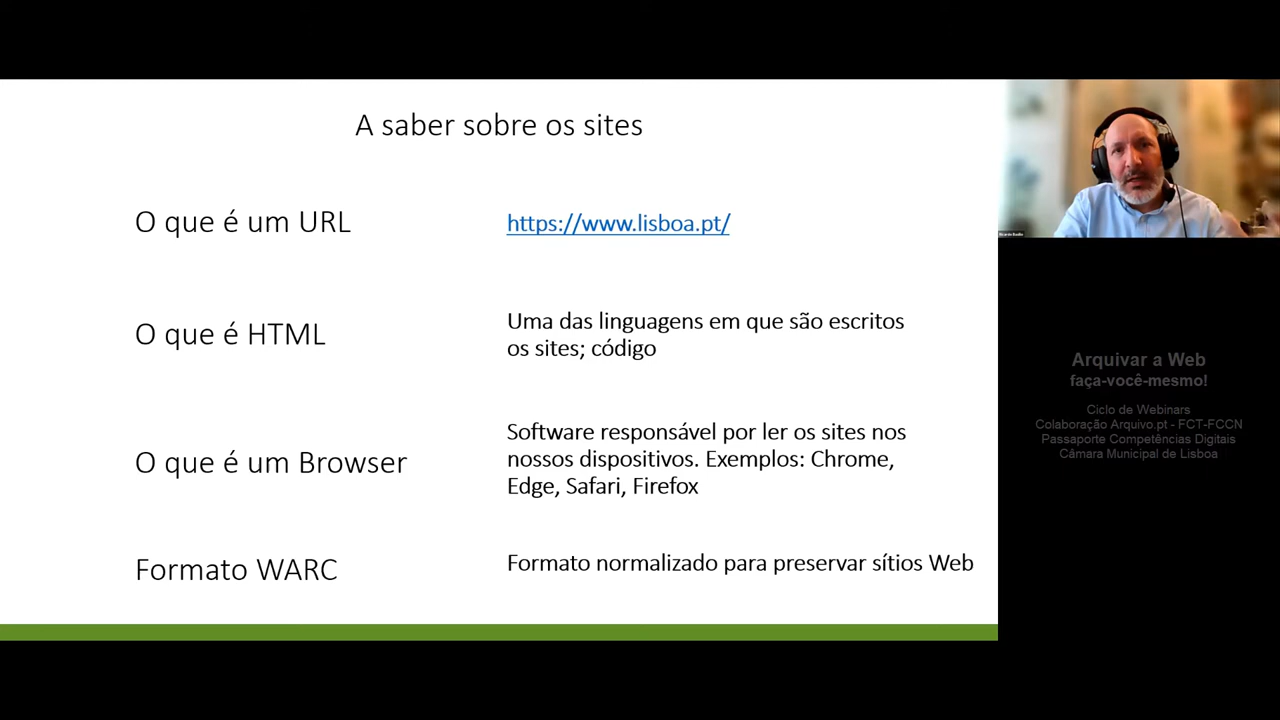 A saber sobre os sites
O que é um URL
https://www.lisboa.pt/
O que é HTML
Uma das linguagens em que são escritos
os sites; código
O que é um Browser
Software responsável por ler os sites nos
nossos dispositivos. Exemplos: Chrome,
Edge, Safari, Firefox
Formato WARC
Formato normalizado para preservar sítios Web
Arquivar a Web
faça-você-mesmo!
Ciclo de Webinars
Colaboração Arquivo.pt - FCT-FCCN
Passaporte Competências Digitais
Câmara Municipal de Lisboa